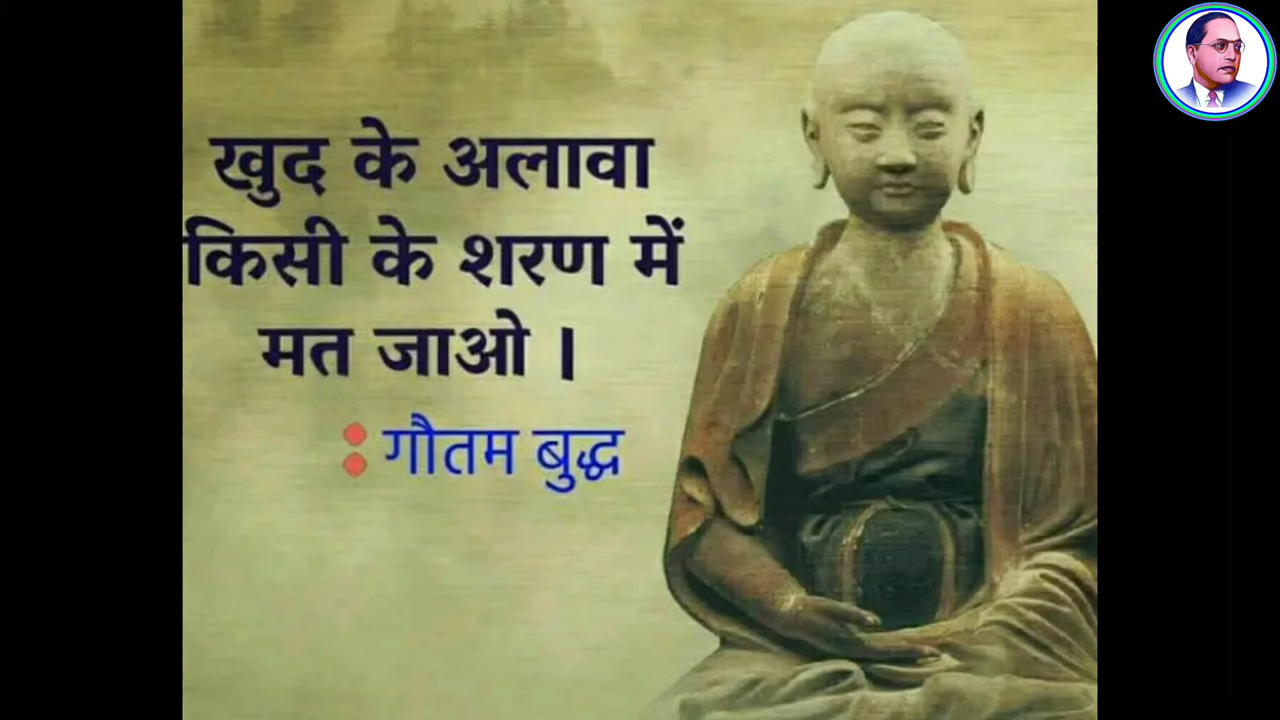 खुद के अलावा
किसी के शरण में
मत जाओ ।
: गौतम बुद्ध